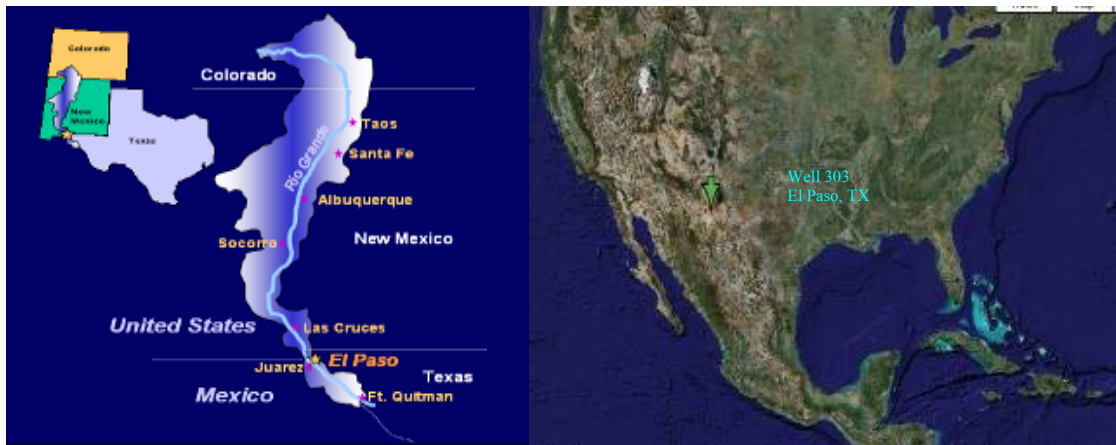 Colorado
New
Mexico
Texas
Colorado
Taos
Santa Fe
Rio Grande
Albuquerque
New Mexico
Socorro
United States
Las Cruces
El Paso
Juarez
Texas
Mexico
Ft. Quitman
Well 303
El Paso, TX